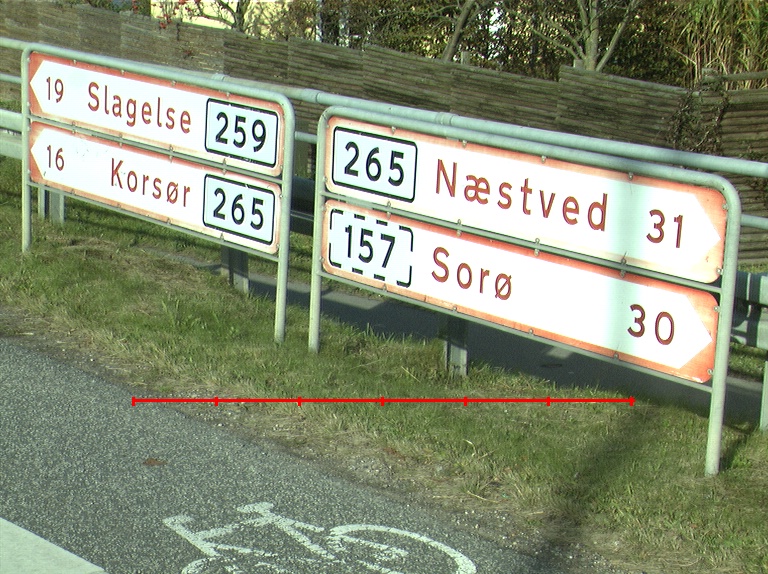 19 Slagelse 259
16 Korsør 265
265 Næstved 31
157 Sorø 30